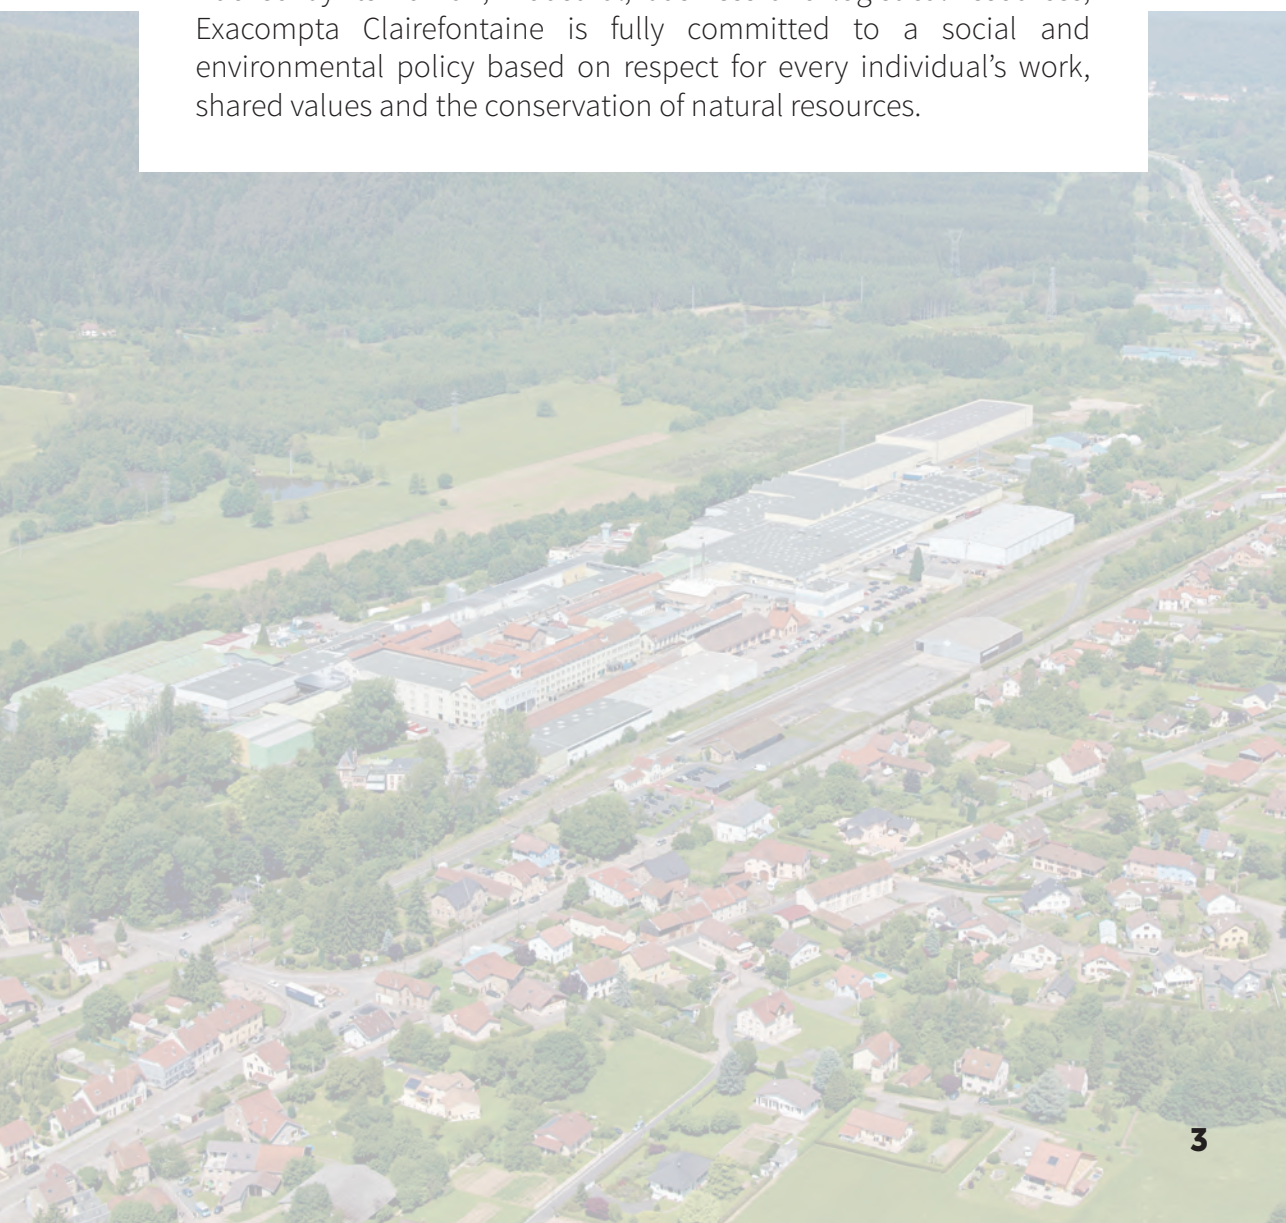 Exacompta Clairefontaine is fully committed to a social and
environmental policy based on respect for every individual’s work,
shared values and the conservation of natural resources.
3